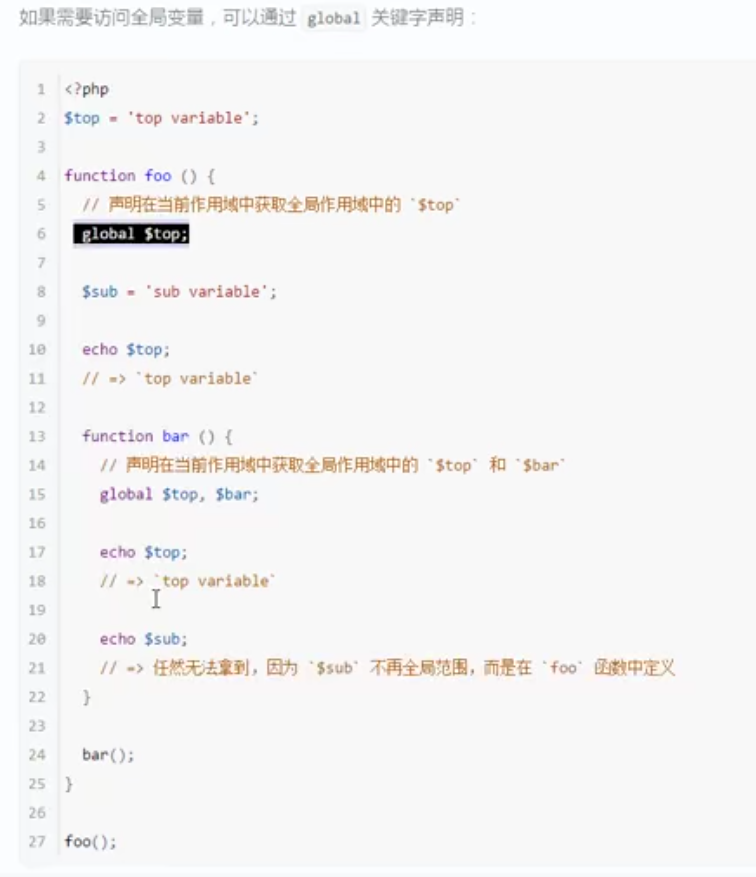 如果需要访问全局变量，可以通过 global 关键字声明：
1 <?php
2 $top = 'top variable';
3
4 function foo () {
5 // 声明在当前作用域中获取全局作用域中的 `$top`
6 global $top;
7
8 $sub = 'sub variable';
9
10 echo $top;
11 // => `top variable`
12
13 function bar () {
14 // 声明在当前作用域中获取全局作用域中的 `$top` 和 `$bar`
15 global $top, $bar;
16
17 echo $top;
18 // => `top variable`
19
20 echo $sub;
21 // => 任然无法拿到，因为 `$sub` 不再全局范围，而是在 `foo` 函数中定义
22 }
23
24 bar();
25 }
26
27 foo();